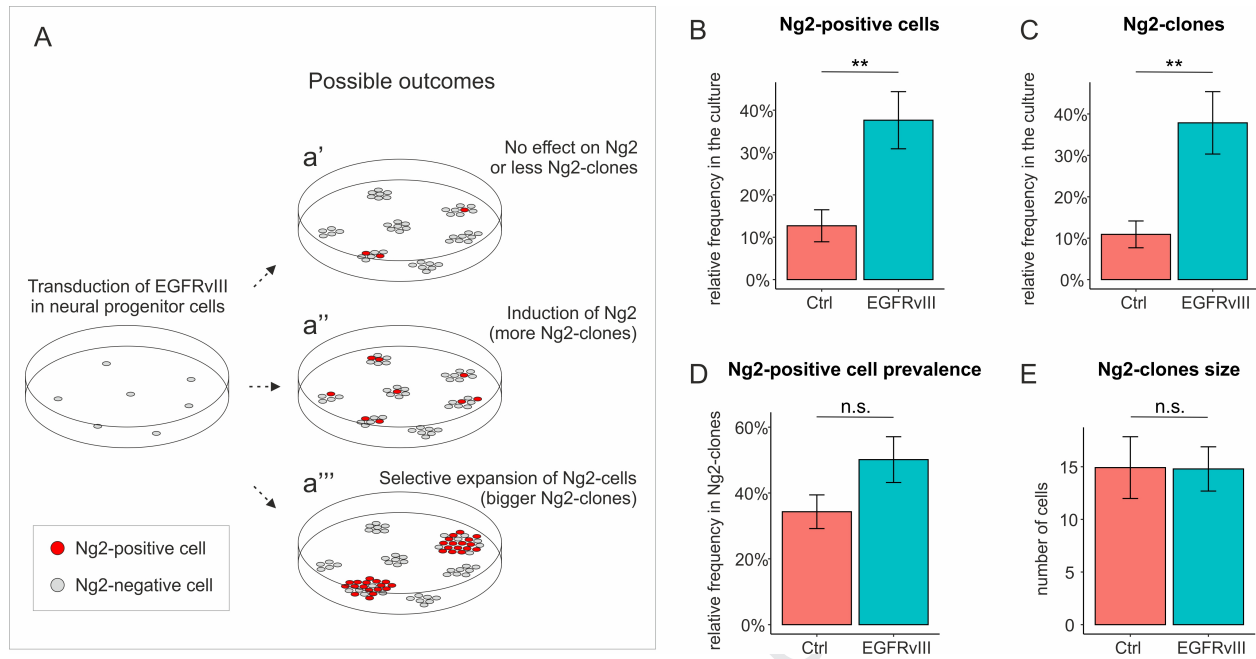 A
Possible outcomes
a'
No effect on Ng2
or less Ng2-clones
Transduction of EGFRvIII
in neural progenitor cells
a''
Induction of Ng2
(more Ng2-clones)
a'''
Selective expansion of Ng2-cells
(bigger Ng2-clones)
Ng2-positive cell
Ng2-negative cell
B
Ng2-positive cells
**
relative frequency in the culture
40%
30%
20%
10%
0%
Ctrl EGFRvIII
C
Ng2-clones
**
relative frequency in the culture
40%
30%
20%
10%
0%
Ctrl EGFRvIII
D
Ng2-positive cell prevalence
n.s.
relative frequency in Ng2-clones
60%
40%
20%
0%
Ctrl EGFRvIII
E
Ng2-clones size
n.s.
number of cells
15
10
5
0
Ctrl EGFRvIII